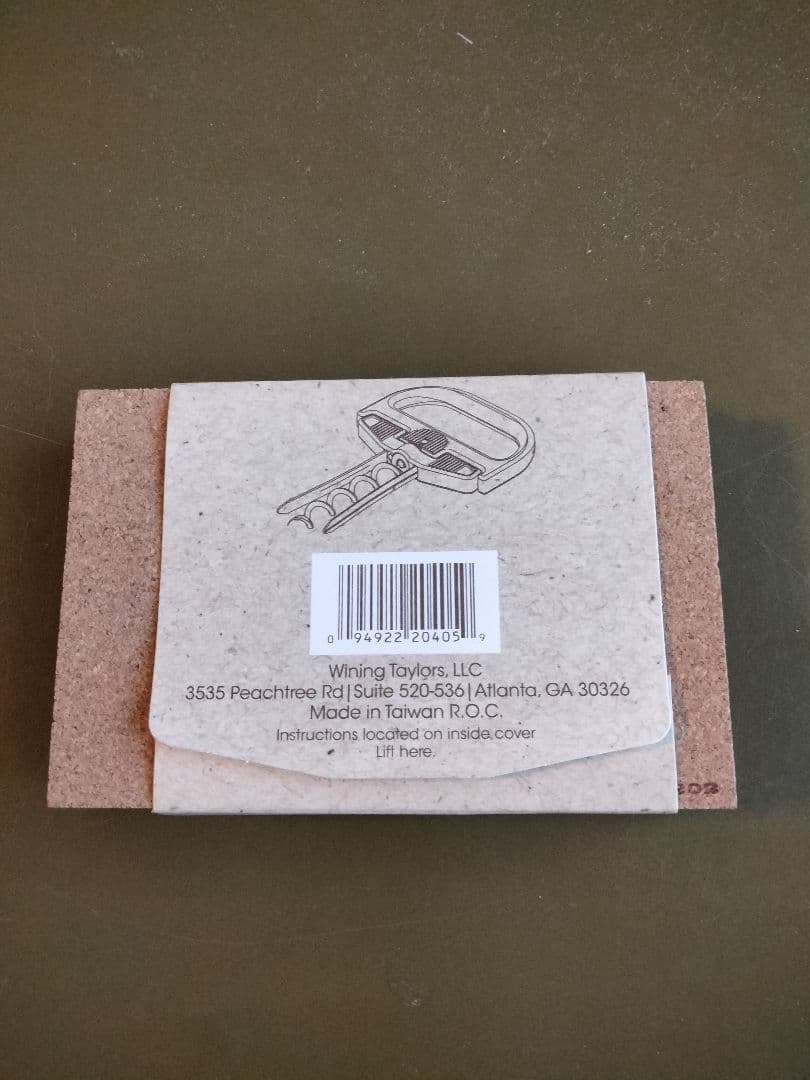 0 94922 20405 9
Wining Taylors, LLC
3535 Peachtree Rd|Suite 520-536|Atlanta, GA 30326
Made in Taiwan R.O.C.
Instructions located on inside cover
Lift here.